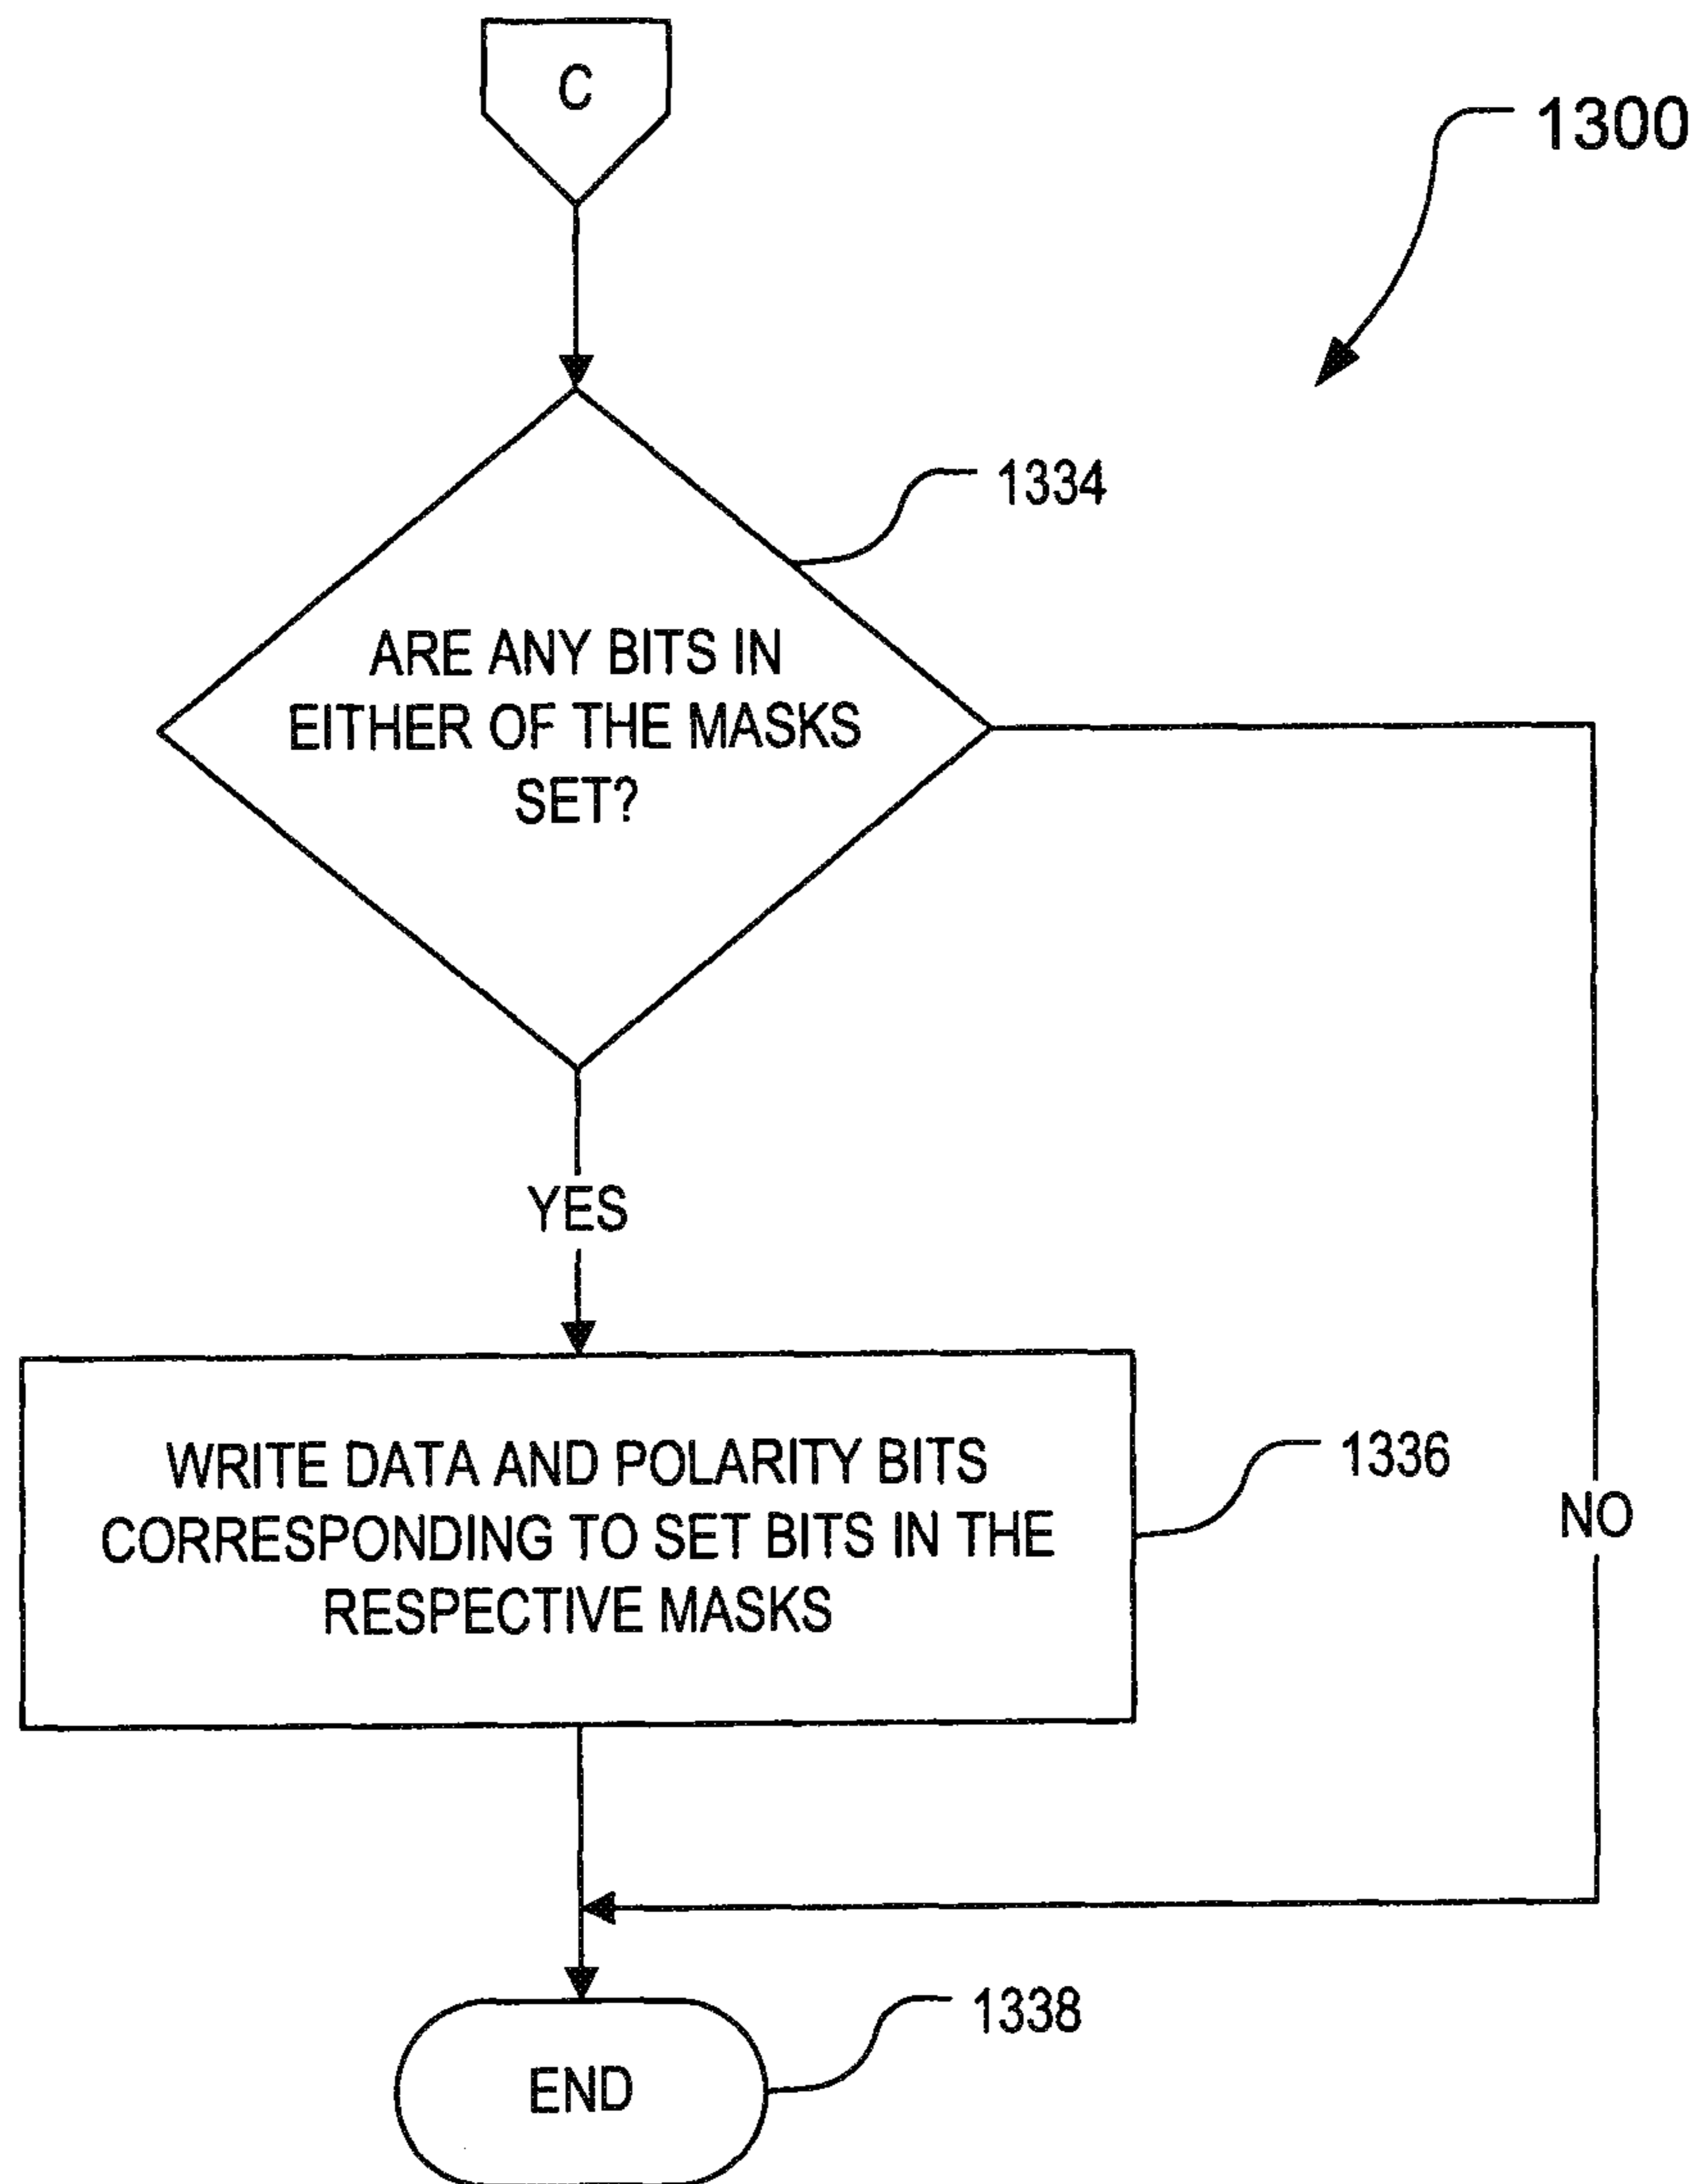 C
1300
1334
ARE ANY BITS IN
EITHER OF THE MASKS
SET?
YES
WRITE DATA AND POLARITY BITS
CORRESPONDING TO SET BITS IN THE
RESPECTIVE MASKS
1336
NO
1338
END